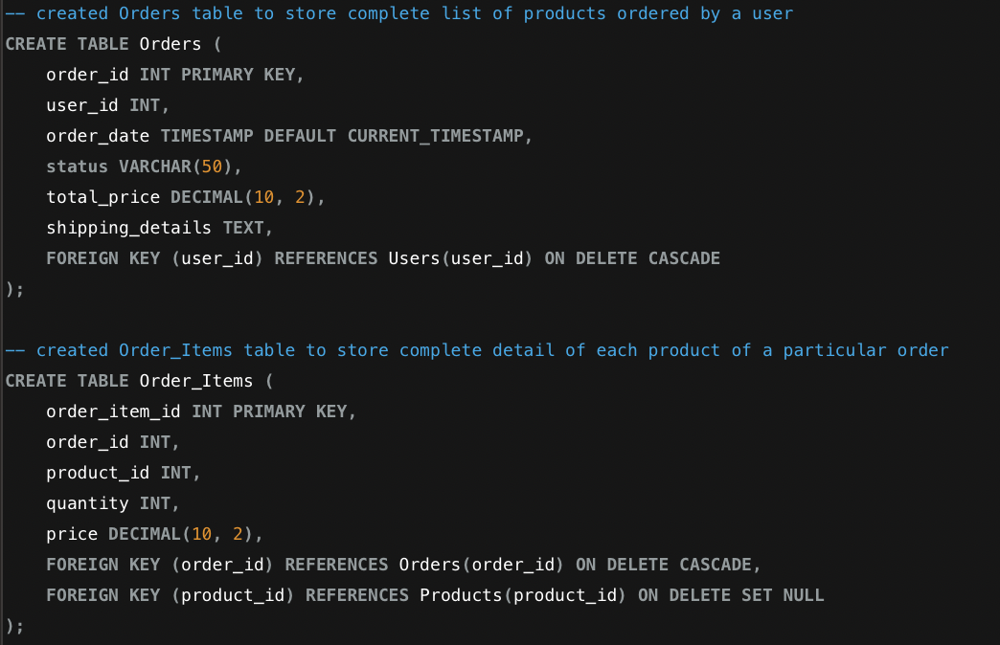 -- created Orders table to store complete list of products ordered by a user
CREATE TABLE Orders (
    order_id INT PRIMARY KEY,
    user_id INT,
    order_date TIMESTAMP DEFAULT CURRENT_TIMESTAMP,
    status VARCHAR(50),
    total_price DECIMAL(10, 2),
    shipping_details TEXT,
    FOREIGN KEY (user_id) REFERENCES Users(user_id) ON DELETE CASCADE
);

-- created Order_Items table to store complete detail of each product of a particular order
CREATE TABLE Order_Items (
    order_item_id INT PRIMARY KEY,
    order_id INT,
    product_id INT,
    quantity INT,
    price DECIMAL(10, 2),
    FOREIGN KEY (order_id) REFERENCES Orders(order_id) ON DELETE CASCADE,
    FOREIGN KEY (product_id) REFERENCES Products(product_id) ON DELETE SET NULL
);